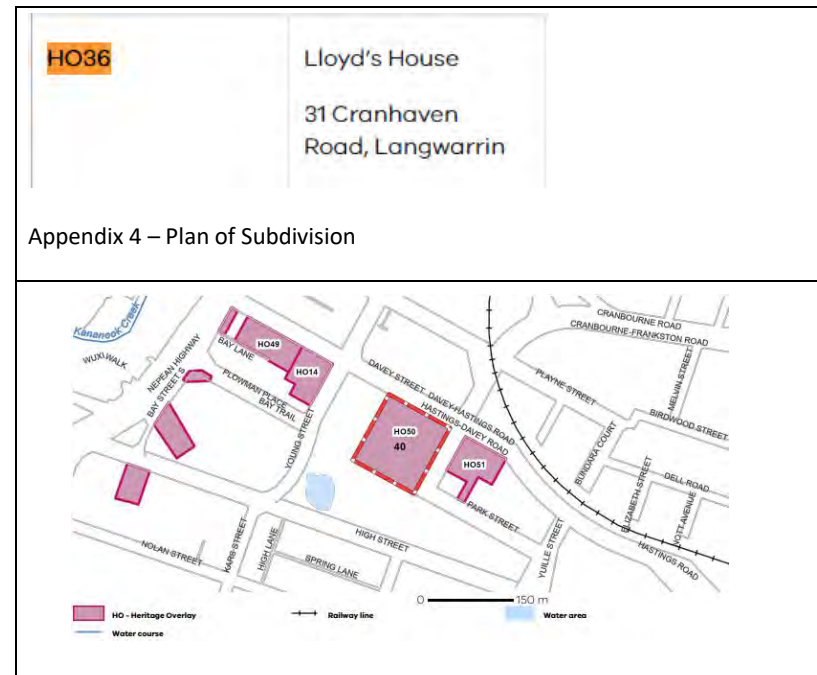 HO36
Lloyd's House
31 Cranhaven
Road, Langwarrin
Appendix 4 – Plan of Subdivision
Kananook Creek
WUXI WALK
NEPEAN HIGHWAY
BAY STREET S
BAY LANE
HO49
HO14
PLOWMAN PLACE
BAY TRAIL
YOUNG STREET
DAVEY-STREET
DAVEY-HASTINGS ROAD
HASTINGS-DAVEY ROAD
HO50
40
HO51
PARK-STREET
CRANBOURNE ROAD
CRANBOURNE-FRANKSTON ROAD
PLAYNE-STREET
MELVIN STREET
BIRDWOOD STREET
BUNDARA COURT
ELIZABETH-STREET
DELL ROAD
NOTT AVENUE
HASTINGS ROAD
YUILLE STREET
HIGH STREET
SPRING LANE
HIGH LANE
KARS STREET
NOLAN STREET
0 150 m
HO - Heritage Overlay
Railway line
Water area
Water course